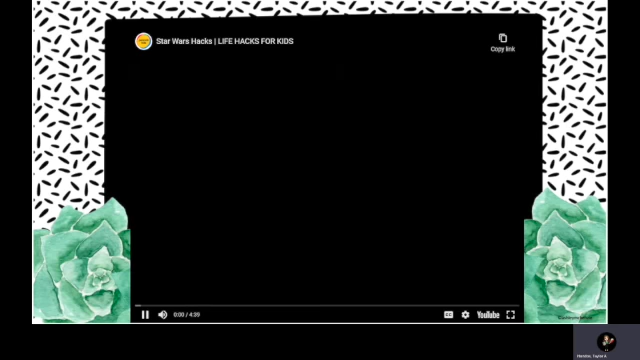 Star Wars Hacks | LIFE HACKS FOR KIDS
Copy link
0:00 / 4:39
CC
YouTube